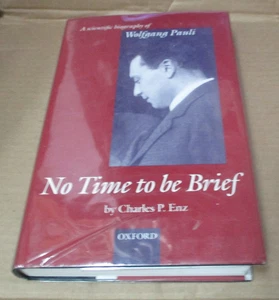 A scientific biography of
Wolfgang Pauli
No Time to be Brief
by Charles P. Enz
OXFORD